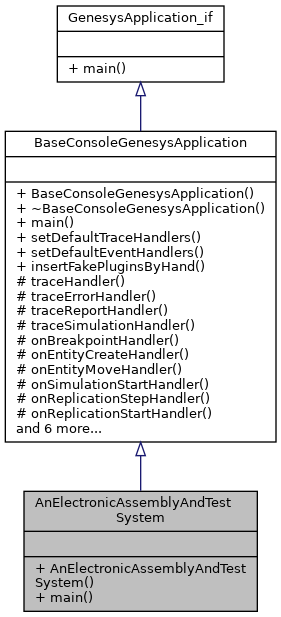 GenesysApplication_if
+ main()
BaseConsoleGenesysApplication
+ BaseConsoleGenesysApplication()
+ ~BaseConsoleGenesysApplication()
+ main()
+ setDefaultTraceHandlers()
+ setDefaultEventHandlers()
+ insertFakePluginsByHand()
# traceHandler()
# traceErrorHandler()
# traceReportHandler()
# traceSimulationHandler()
# onBreakpointHandler()
# onEntityCreateHandler()
# onEntityMoveHandler()
# onSimulationStartHandler()
# onReplicationStepHandler()
# onReplicationStartHandler()
and 6 more...
AnElectronicAssemblyAndTest
System
+ AnElectronicAssemblyAndTest
System()
+ main()